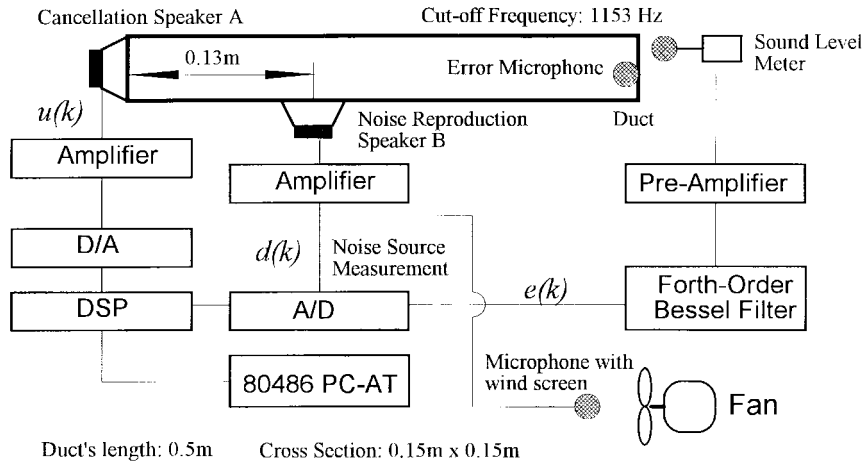 Cancellation Speaker A
Cut-off Frequency: 1153 Hz
0.13m
Error Microphone
Sound Level
Meter
u(k)
Noise Reproduction
Speaker B
Duct
Amplifier
Amplifier
Pre-Amplifier
D/A
d(k)
Noise Source
Measurement
DSP
A/D
e(k)
Forth-Order
Bessel Filter
80486 PC-AT
Microphone with
wind screen
Fan
Duct's length: 0.5m
Cross Section: 0.15m x 0.15m